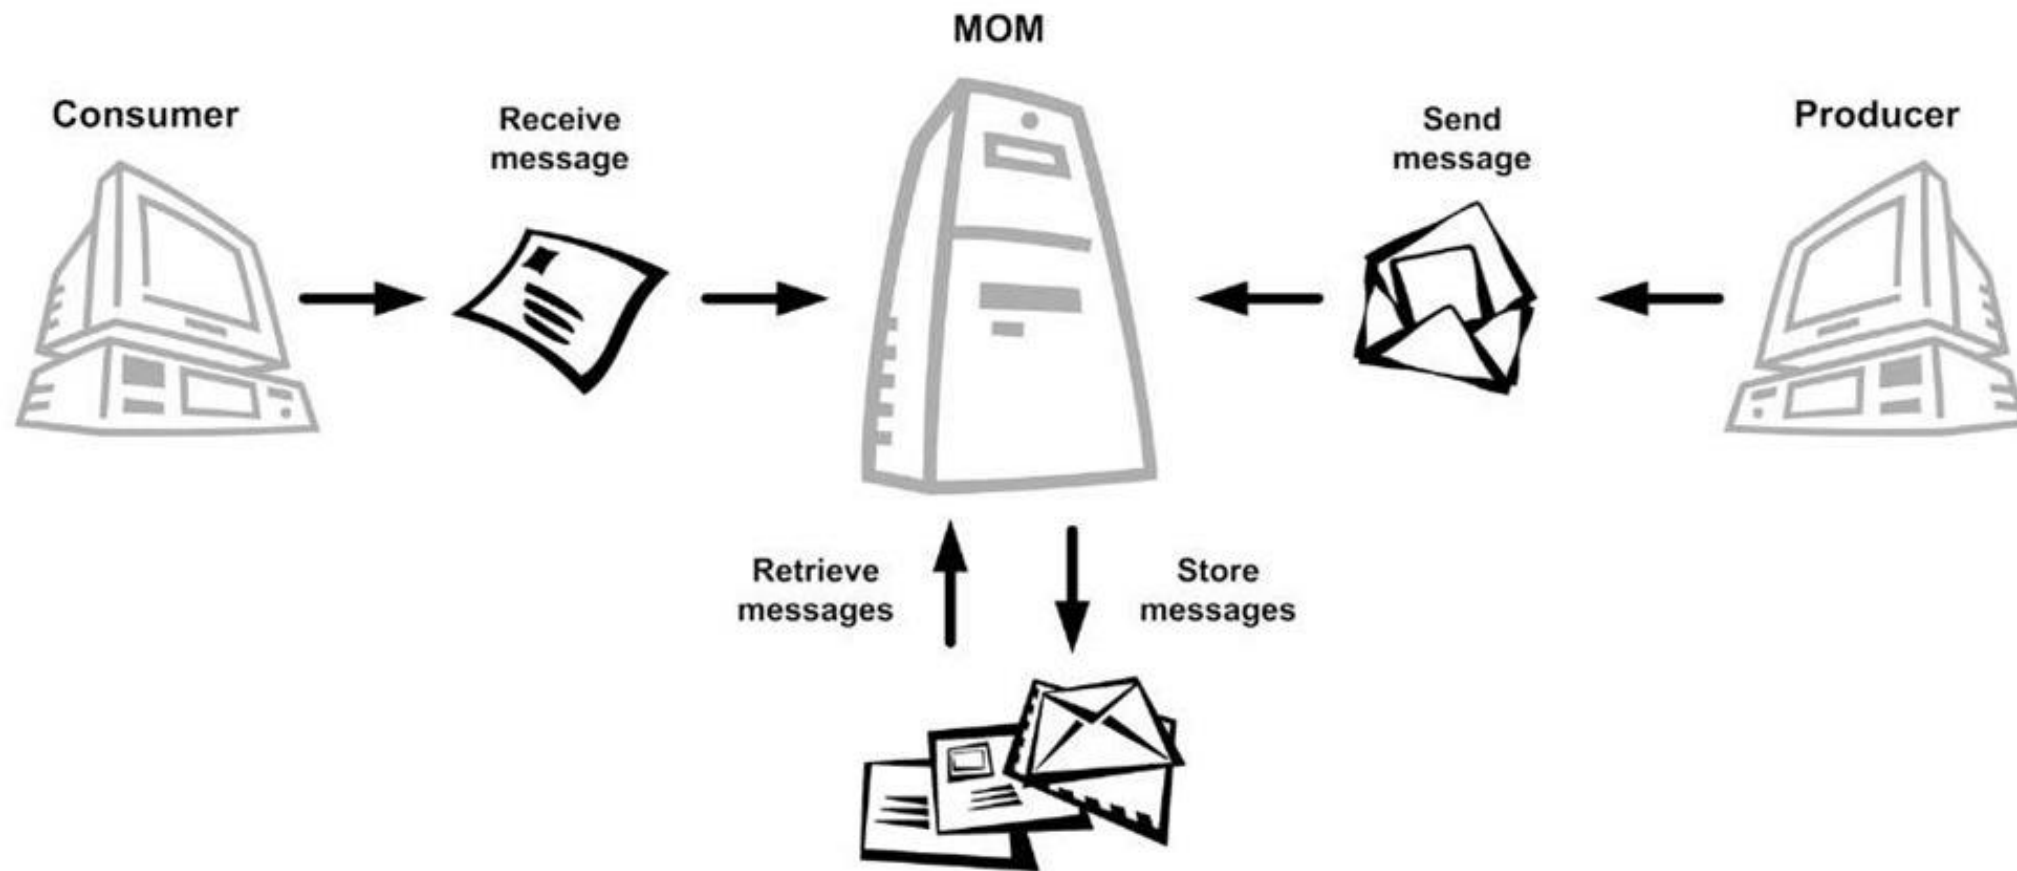 MOM
Consumer
Receive
message
Send
message
Producer
Retrieve
messages
Store
messages